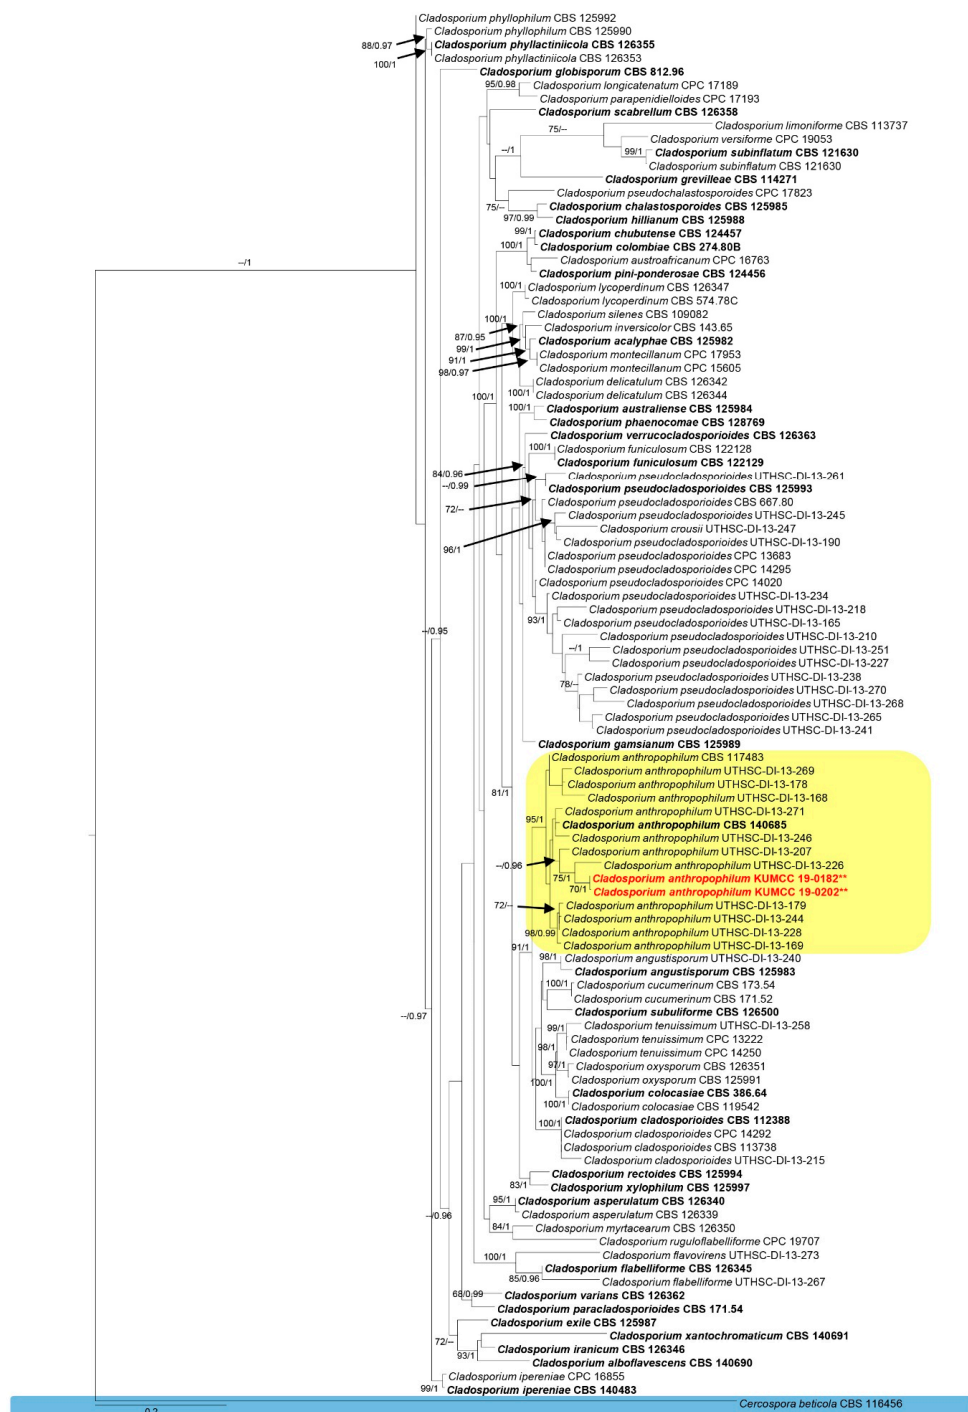 Cladosporium phyllophilum CBS 125992
Cladosporium phyllophilum CBS 125990
88/0.97
Cladosporium phyllactiniicola CBS 126355
100/1
Cladosporium phyllactiniicola CBS 126353
Cladosporium globisporum CBS 812.96
95/0.98
Cladosporium longicatenatum CPC 17189
Cladosporium parapenidielloides CPC 17193
Cladosporium scabrellum CBS 126358
75/--
Cladosporium limoniforme CBS 113737
Cladosporium versiforme CPC 19053
--/1
99/1
Cladosporium subinflatum CBS 121630
Cladosporium subinflatum CBS 121630
Cladosporium grevilleae CBS 114271
Cladosporium pseudochalastosporoides CPC 17823
75/--
Cladosporium chalastosporoides CBS 125985
97/0.99
Cladosporium hillianum CBS 125988
99/1
Cladosporium chubutense CBS 124457
100/1
Cladosporium colombiae CBS 274.80B
--/1
Cladosporium austroafricanum CPC 16763
Cladosporium pini-ponderosae CBS 124456
100/1
Cladosporium lycoperdinum CBS 126347
Cladosporium lycoperdinum CBS 574.78C
100/1
Cladosporium silenes CBS 109082
87/0.95
Cladosporium inversicolor CBS 143.65
99/1
Cladosporium acalyphae CBS 125982
91/1
Cladosporium montecillanum CPC 17953
98/0.97
Cladosporium montecillanum CPC 15605
Cladosporium delicatulum CBS 126342
100/1
Cladosporium delicatulum CBS 126344
100/1
100/1
Cladosporium australiense CBS 125984
Cladosporium phaenocomae CBS 128769
Cladosporium verrucocladosporioides CBS 126363
100/1
Cladosporium funiculosum CBS 122128
Cladosporium funiculosum CBS 122129
84/0.96
Cladosporium pseudocladosporioides UTHSC-DI-13-261
--/0.99
Cladosporium pseudocladosporioides CBS 125993
Cladosporium pseudocladosporioides CBS 667.80
72/--
Cladosporium pseudocladosporioides UTHSC-DI-13-245
Cladosporium crousii UTHSC-DI-13-247
96/1
Cladosporium pseudocladosporioides UTHSC-DI-13-190
Cladosporium pseudocladosporioides CPC 13683
Cladosporium pseudocladosporioides CPC 14295
Cladosporium pseudocladosporioides CPC 14020
Cladosporium pseudocladosporioides UTHSC-DI-13-234
Cladosporium pseudocladosporioides UTHSC-DI-13-218
93/1
Cladosporium pseudocladosporioides UTHSC-DI-13-165
--/0.95
Cladosporium pseudocladosporioides UTHSC-DI-13-210
--/1
Cladosporium pseudocladosporioides UTHSC-DI-13-251
Cladosporium pseudocladosporioides UTHSC-DI-13-227
Cladosporium pseudocladosporioides UTHSC-DI-13-238
78/--
Cladosporium pseudocladosporioides UTHSC-DI-13-270
Cladosporium pseudocladosporioides UTHSC-DI-13-268
Cladosporium pseudocladosporioides UTHSC-DI-13-265
Cladosporium pseudocladosporioides UTHSC-DI-13-241
Cladosporium gamsianum CBS 125989
Cladosporium anthropophilum CBS 117483
Cladosporium anthropophilum UTHSC-DI-13-269
Cladosporium anthropophilum UTHSC-DI-13-178
81/1
Cladosporium anthropophilum UTHSC-DI-13-168
Cladosporium anthropophilum UTHSC-DI-13-271
95/1
Cladosporium anthropophilum CBS 140685
Cladosporium anthropophilum UTHSC-DI-13-246
Cladosporium anthropophilum UTHSC-DI-13-207
--/0.96
Cladosporium anthropophilum UTHSC-DI-13-226
75/1
Cladosporium anthropophilum KUMCC 19-0182**
70/1
Cladosporium anthropophilum KUMCC 19-0202**
72/--
Cladosporium anthropophilum UTHSC-DI-13-179
Cladosporium anthropophilum UTHSC-DI-13-244
98/0.99
Cladosporium anthropophilum UTHSC-DI-13-228
91/1
Cladosporium anthropophilum UTHSC-DI-13-169
98/1
Cladosporium angustisporum UTHSC-DI-13-240
Cladosporium angustisporum CBS 125983
100/1
Cladosporium cucumerinum CBS 173.54
Cladosporium cucumerinum CBS 171.52
Cladosporium subuliforme CBS 126500
--/0.97
99/1
Cladosporium tenuissimum UTHSC-DI-13-258
Cladosporium tenuissimum CPC 13222
98/1
Cladosporium tenuissimum CPC 14250
97/1
Cladosporium oxysporum CBS 126351
100/1
Cladosporium oxysporum CBS 125991
Cladosporium colocasiae CBS 386.64
100/1
Cladosporium colocasiae CBS 119542
100/1
Cladosporium cladosporioides CBS 112388
Cladosporium cladosporioides CPC 14292
Cladosporium cladosporioides CBS 113738
Cladosporium cladosporioides UTHSC-DI-13-215
Cladosporium rectoides CBS 125994
83/1
Cladosporium xylophilum CBS 125997
95/1
Cladosporium asperulatum CBS 126340
--/0.96
Cladosporium asperulatum CBS 126339
84/1
Cladosporium myrtacearum CBS 126350
Cladosporium ruguloflabelliforme CPC 19707
100/1
Cladosporium flavovirens UTHSC-DI-13-273
Cladosporium flabelliforme CBS 126345
85/0.96
Cladosporium flabelliforme UTHSC-DI-13-267
68/0.99
Cladosporium varians CBS 126362
Cladosporium paracladosporioides CBS 171.54
Cladosporium exile CBS 125987
72/--
Cladosporium xantochromaticum CBS 140691
Cladosporium iranicum CBS 126346
93/1
Cladosporium alboflavescens CBS 140690
Cladosporium ipereniae CPC 16855
99/1
Cladosporium ipereniae CBS 140483
Cercospora beticola CBS 116456
0.2